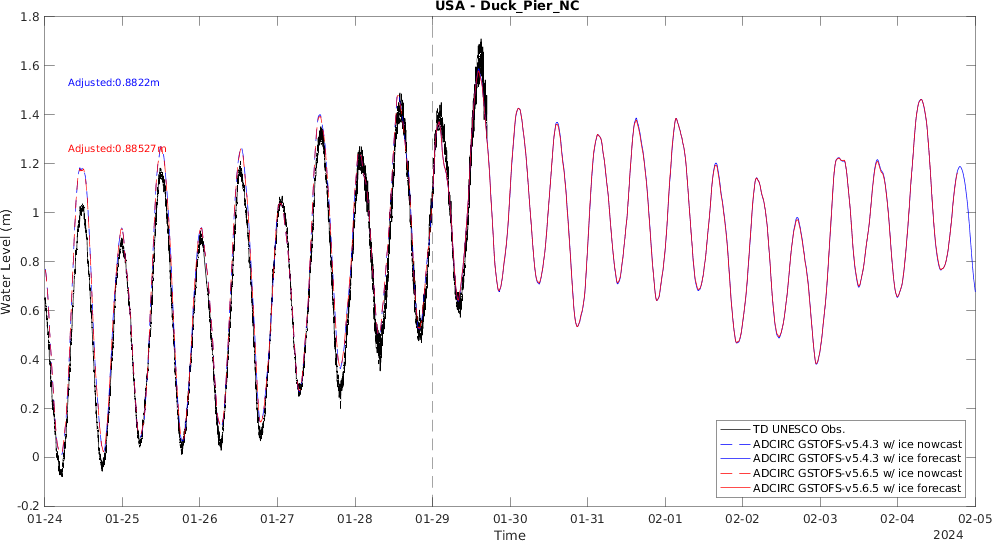 USA - Duck_Pier_NC
1.8
1.6
1.4
1.2
1
0.8
0.6
0.4
0.2
0
-0.2
Water Level (m)
Adjusted:0.8822m
Adjusted:0.88527m
TD UNESCO Obs.
ADCIRC GSTOFS-v5.4.3 w/ ice nowcast
ADCIRC GSTOFS-v5.4.3 w/ ice forecast
ADCIRC GSTOFS-v5.6.5 w/ ice nowcast
ADCIRC GSTOFS-v5.6.5 w/ ice forecast
01-24 01-25 01-26 01-27 01-28 01-29 01-30 01-31 02-01 02-02 02-03 02-04 02-05
Time
2024